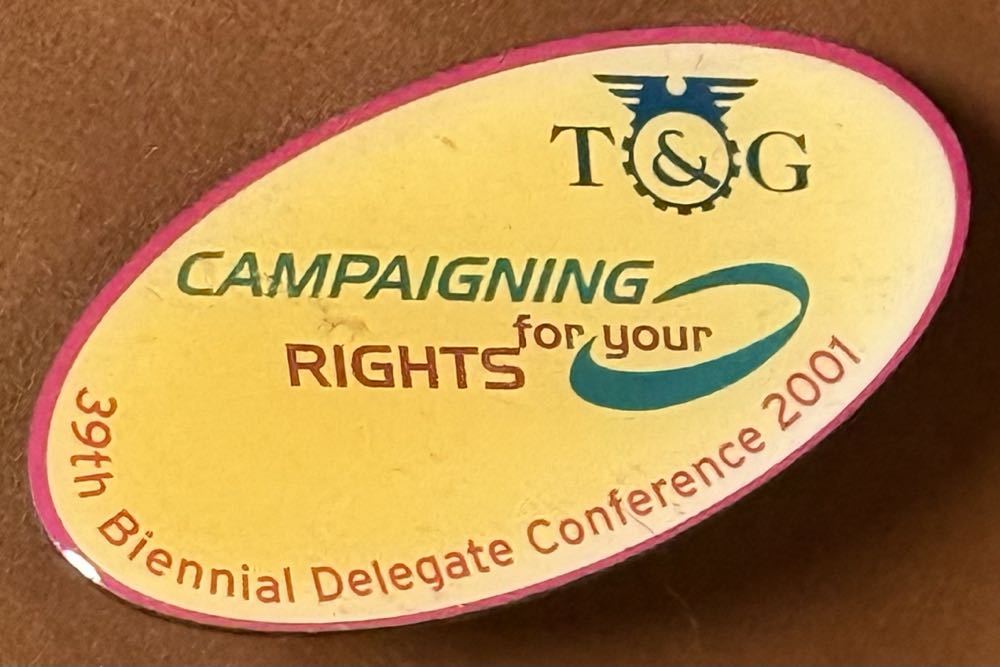 T&G
CAMPAIGNING
for your
RIGHTS
39th Biennial Delegate Conference 2001